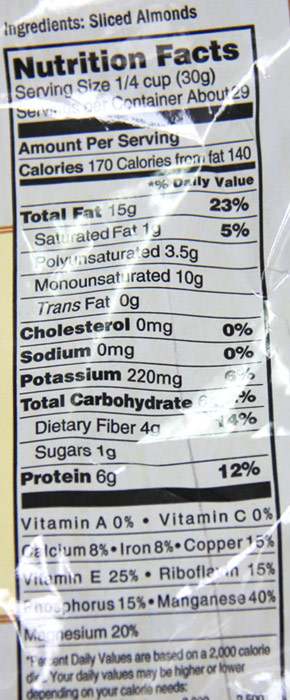 Ingredients: Sliced Almonds
Nutrition Facts
Serving Size 1/4 cup (30g)
Container About 29
Amount Per Serving
Calories 170 Calories from fat 140
*% Daily Value
Total Fat 15g 23%
Saturated Fat 1g 5%
Polyunsaturated 3.5g
Monounsaturated 10g
Trans Fat 0g
Cholesterol 0mg 0%
Sodium 0mg 0%
Potassium 220mg 6%
Total Carbohydrate
Dietary Fiber 4g 14%
Sugars 1g
Protein 6g 12%
Vitamin A 0% • Vitamin C 0%
Calcium 8% • Iron 8% • Copper 15%
Vitamin E 25% • Riboflavin 15%
Phosphorus 15% • Manganese 40%
Magnesium 20%
*Percent Daily Values are based on a 2,000 calorie
diet. Your daily values may be higher or lower
depending on your calorie needs: